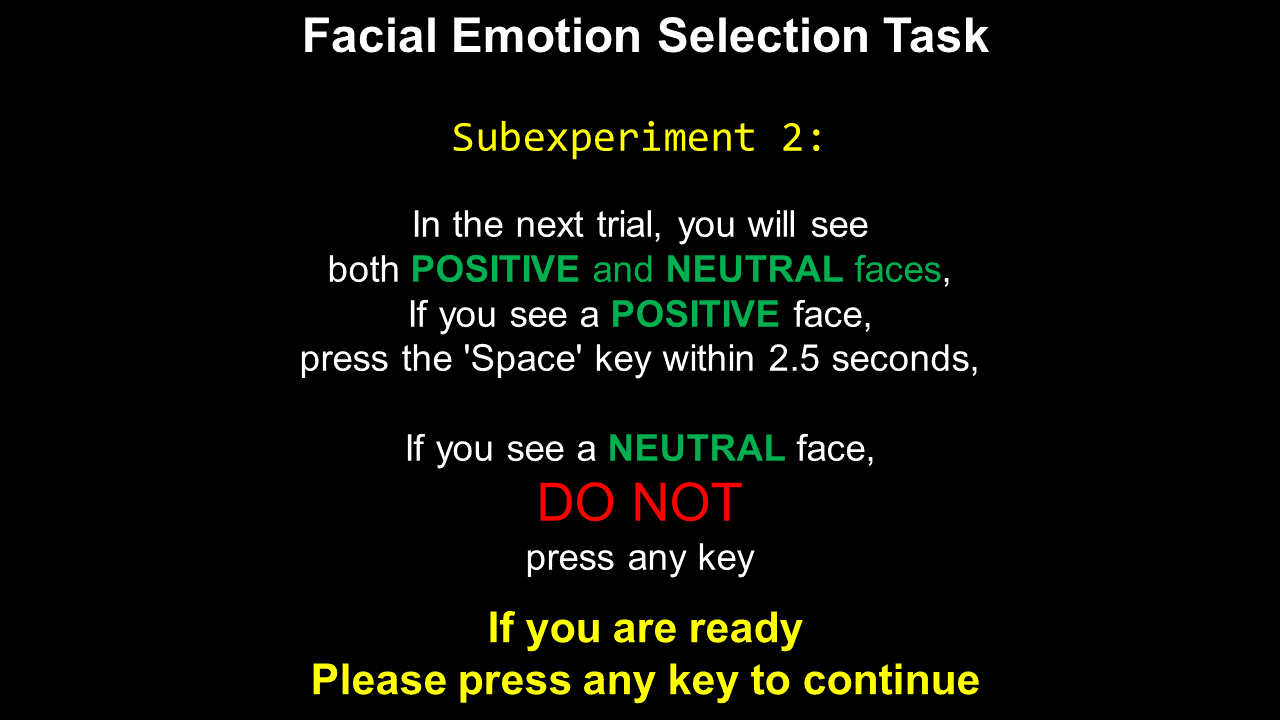 Facial Emotion Selection Task
Subexperiment 2:
In the next trial, you will see
both POSITIVE and NEUTRAL faces,
If you see a POSITIVE face,
press the 'Space' key within 2.5 seconds,
If you see a NEUTRAL face,
DO NOT
press any key
If you are ready
Please press any key to continue